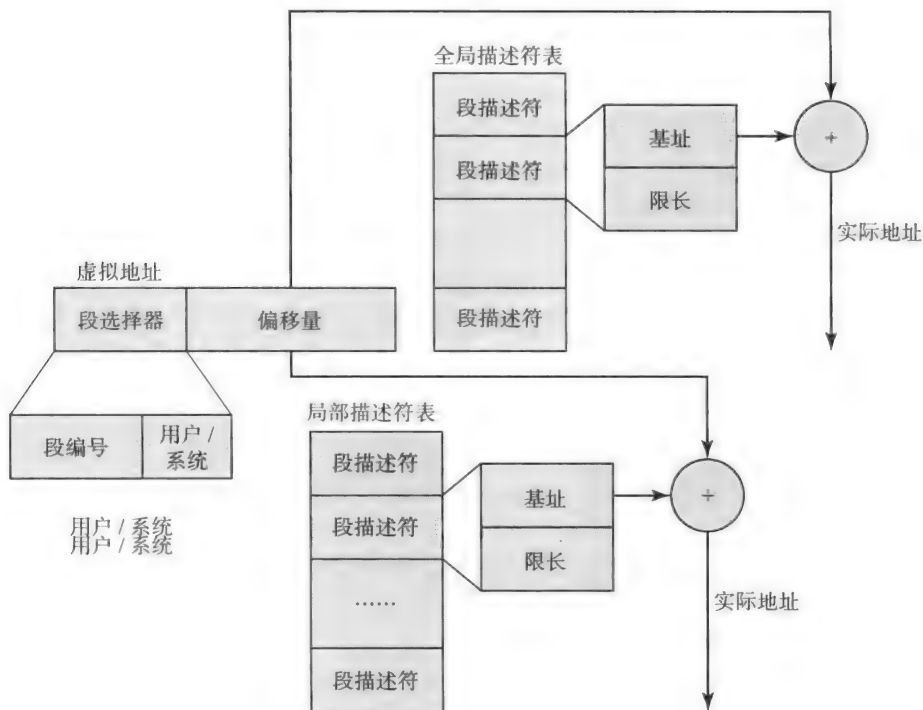 全局描述符表
段描述符
段描述符
段描述符
基址
限长
+
实际地址
虚拟地址
段选择器
偏移量
段编号
用户 /
系统
用户 / 系统
用户 / 系统
局部描述符表
段描述符
段描述符
……
段描述符
基址
限长
+
实际地址